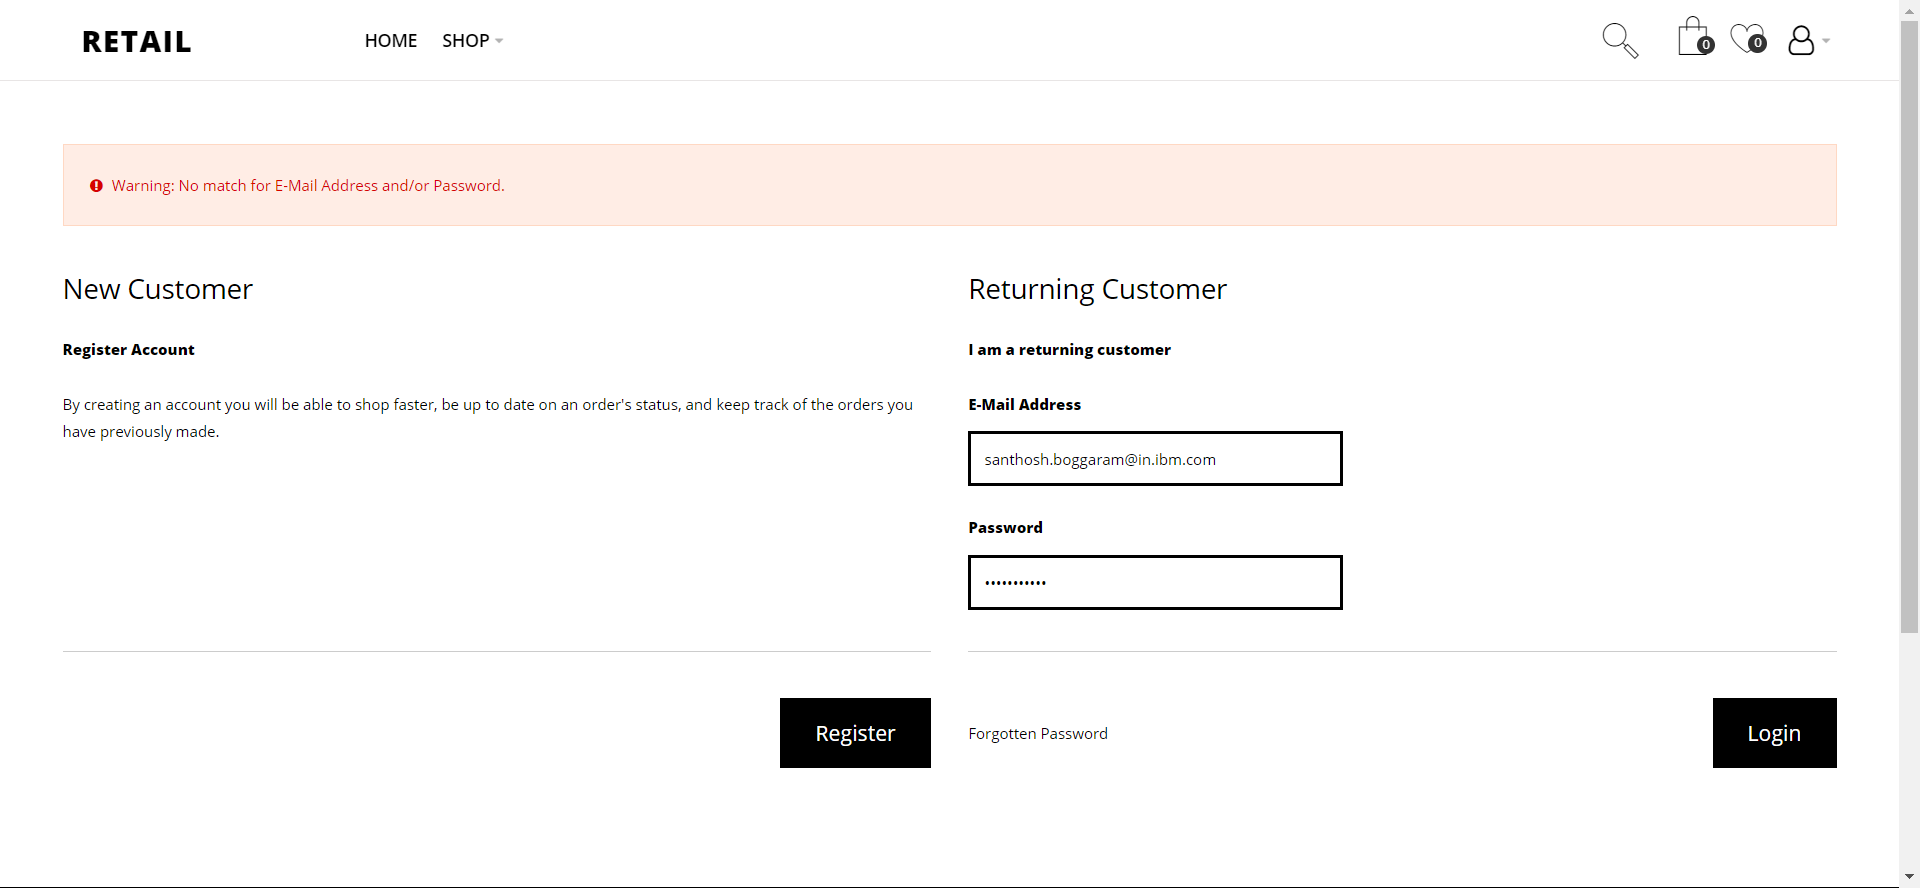 RETAIL
HOME SHOP
0 0
Warning: No match for E-Mail Address and/or Password.
New Customer
Register Account
By creating an account you will be able to shop faster, be up to date on an order's status, and keep track of the orders you
have previously made.
Register
Returning Customer
I am a returning customer
E-Mail Address
santhosh.boggaram@in.ibm.com
Password
•••••••••••
Forgotten Password
Login